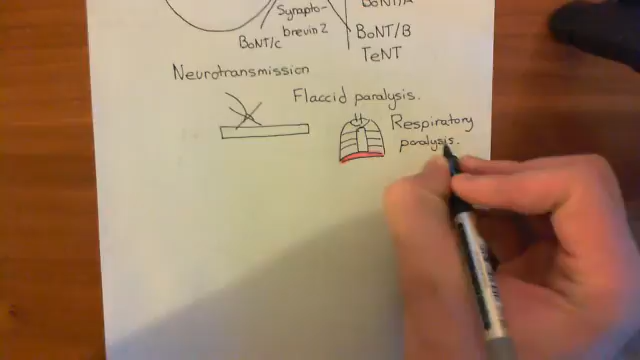 BoNT/A
Synapto-
brevin 2
BoNT/B
BoNT/C
TeNT
Neurotransmission
Flaccid paralysis.
Respiratory
paralysis.